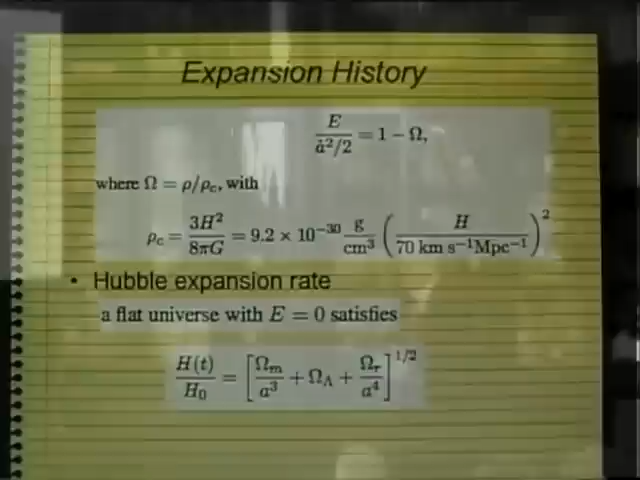 Expansion History
E / (ȧ²/2) = 1 − Ω,
where Ω = ρ/ρc, with
ρc = 3H² / 8πG = 9.2 × 10⁻³⁰ g / cm³ (H / 70 km s⁻¹Mpc⁻¹)²
• Hubble expansion rate
a flat universe with E = 0 satisfies
H(t) / H₀ = [Ωm / a³ + ΩΛ + Ωr / a⁴]^1/2